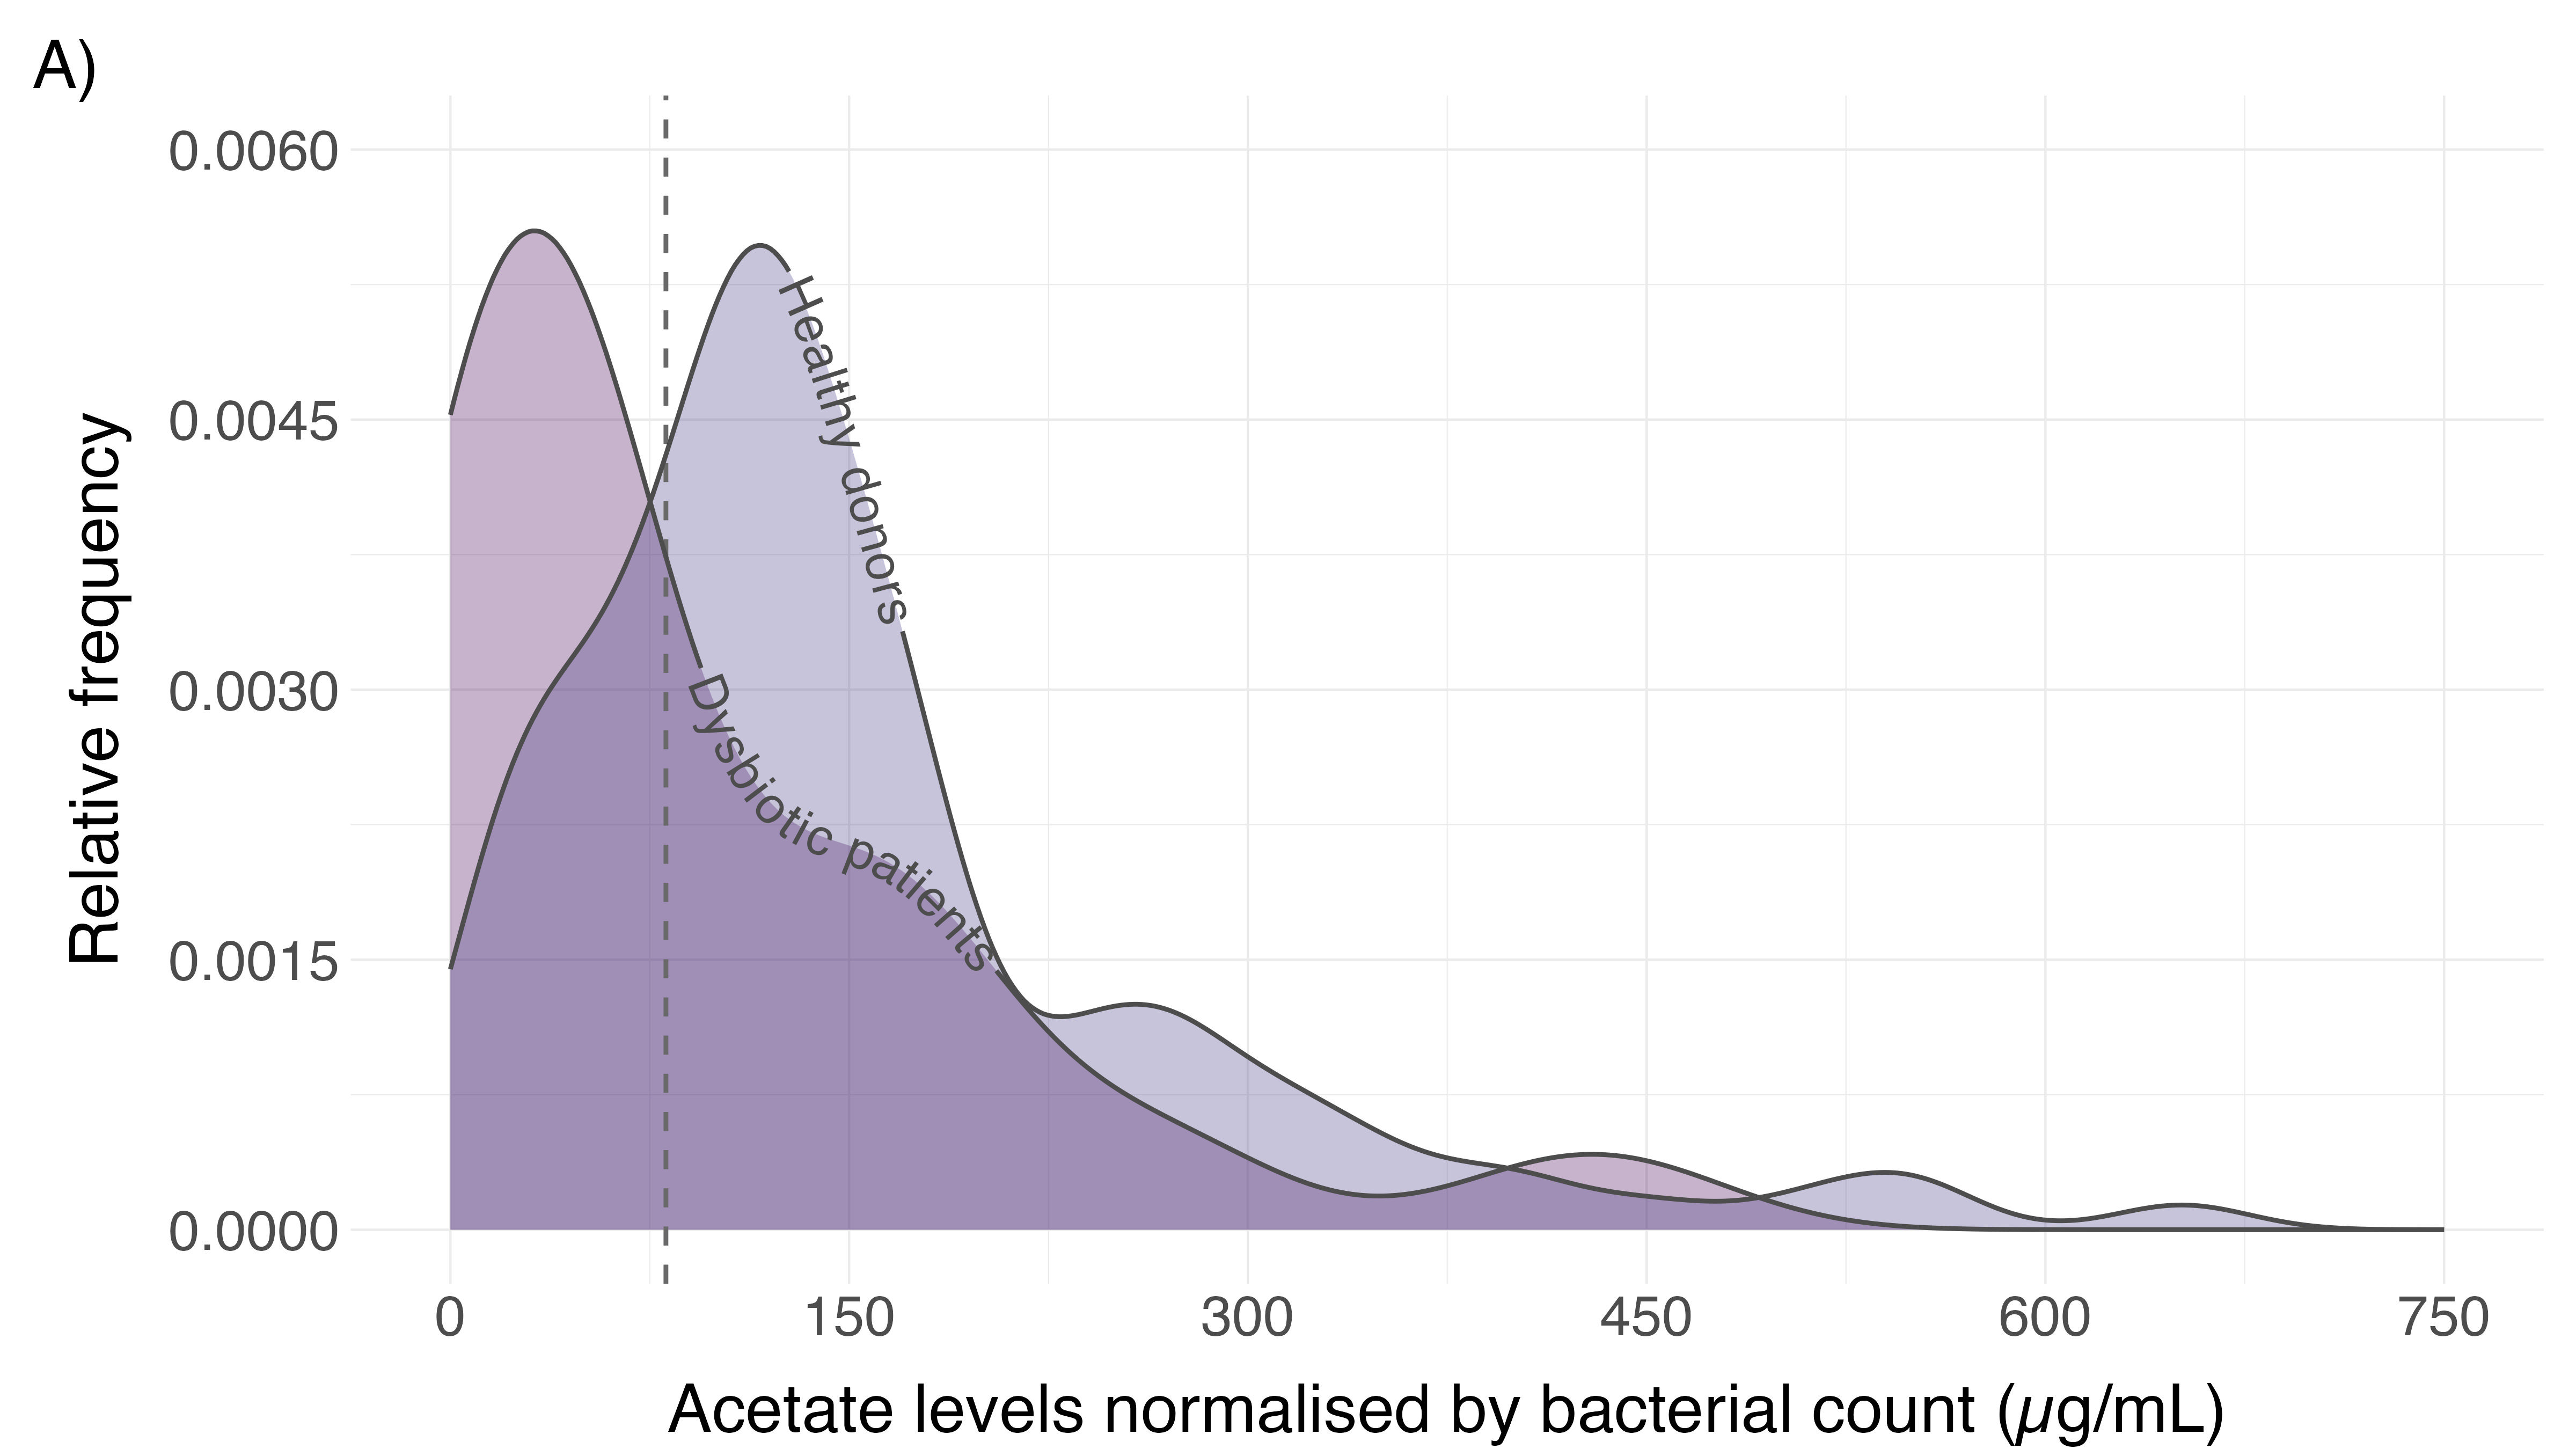 A)
0.0060
0.0045
0.0030
0.0015
0.0000
Relative frequency
Healthy donors
Dysbiotic patients
0 150 300 450 600 750
Acetate levels normalised by bacterial count (µg/mL)